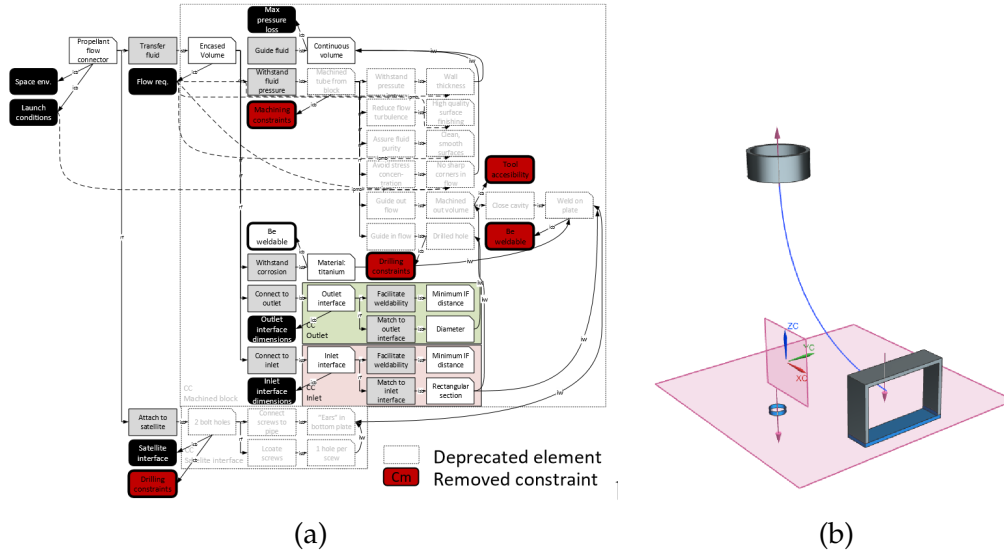 Max
pressure
loss
Propellant
flow
connector
Transfer
fluid
Encased
Volume
Guide fluid
Continuous
volume
Space env.
Flow req.
Withstand
fluid
pressure
Machined
tube from
block
Withstand
pressute
Wall
thickness
Launch
conditions
Machining
constraints
Reduce flow
turbulence
High quality
surface
finishing
Assure fluid
purity
Clean,
smooth
surfaces
Avoid stress
concen-
tration
No sharp
corners in
flow
Tool
accessibility
Guide out
flow
Machined
out volume
Close cavity
Weld on
plate
Be
weldable
Guide in flow
Drilled hole
Be
weldable
Withstand
corrosion
Material:
titanium
Drilling
constraints
Connect to
outlet
Outlet
interface
Facilitate
weldability
Minimum IF
distance
Outlet
interface
dimensions
CC
Outlet
Match to
outlet
interface
Diameter
Connect to
inlet
Inlet
interface
Facilitate
weldability
Minimum IF
distance
Inlet
interface
dimensions
CC
Inlet
Match to
inlet
interface
Rectangular
section
CC
Machined block
Attach to
satellite
2 bolt holes
Connect
screws to
pipe
"Ears" in
bottom plate
Satellite
interface
CC
Satellite interface
Lcoate
screws
1 hole per
scew
Drilling
constraints
Deprecated element
Cm
Removed constraint
ZC
XC
(a)
(b)